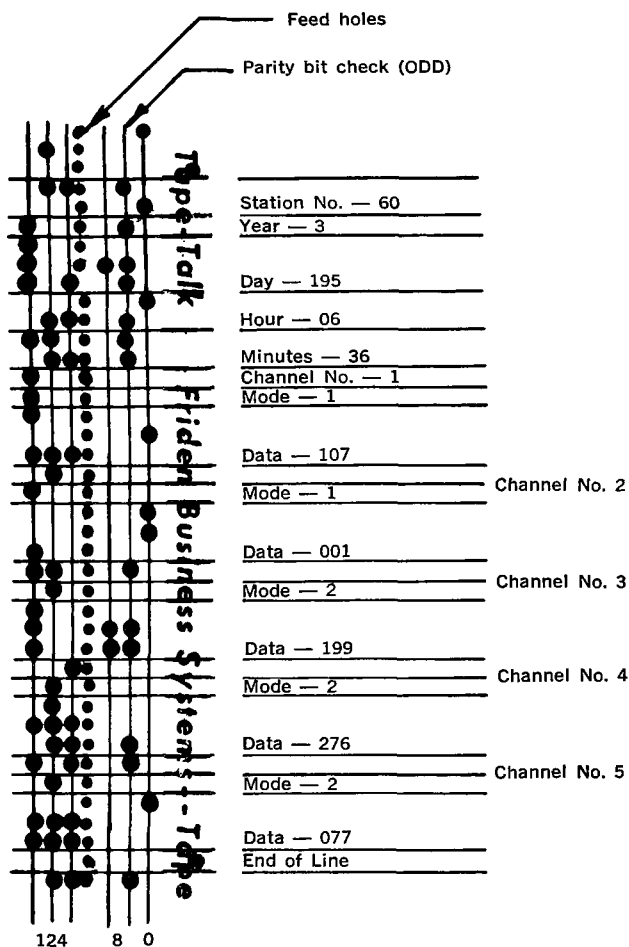 Feed holes
Parity bit check (ODD)
Tape-Talk
Station No. — 60
Year — 3
Day — 195
Hour — 06
Minutes — 36
Channel No. — 1
Mode — 1
Friden Business Systems--Tape
Data — 107
Mode — 1
Channel No. 2
Data — 001
Mode — 2
Channel No. 3
Data — 199
Mode — 2
Channel No. 4
Data — 276
Mode — 2
Channel No. 5
Data — 077
End of Line
124 8 0